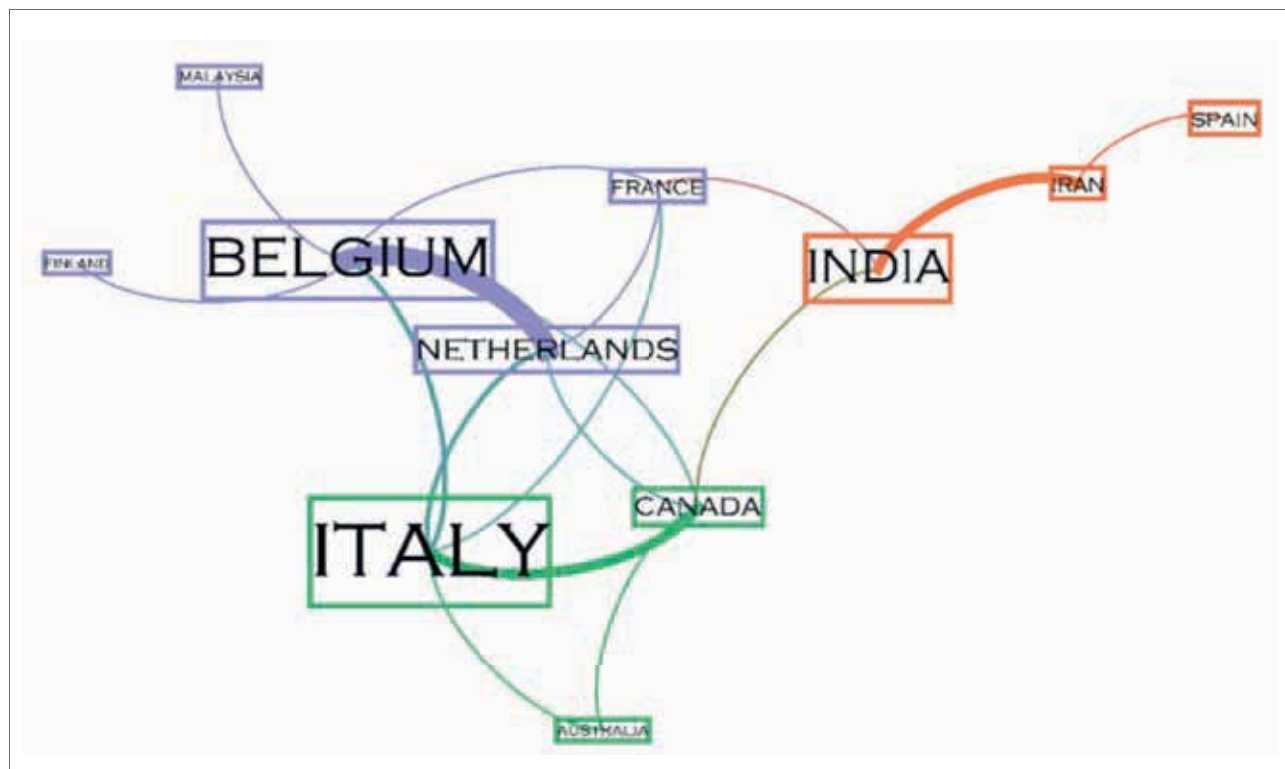 MALAYSIA
SPAIN
FRANCE
IRAN
BELGIUM
FINLAND
INDIA
NETHERLANDS
CANADA
ITALY
AUSTRALIA